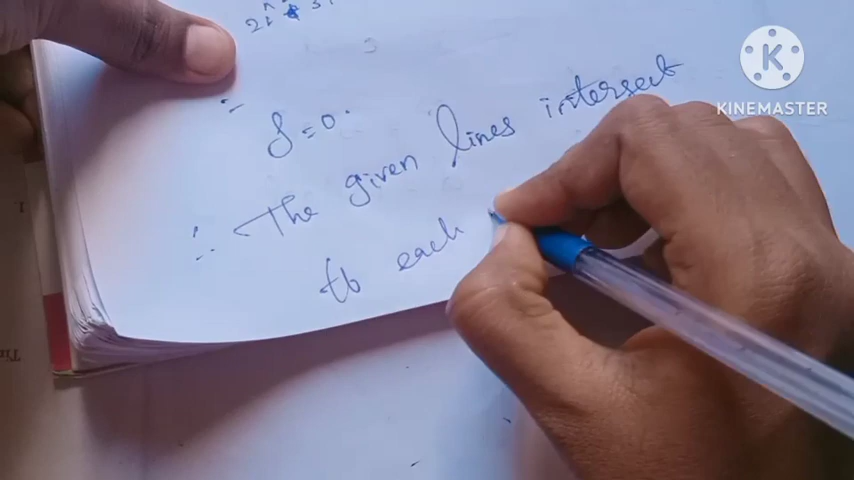 ∵ δ = 0.
∴ The given lines intersect
to each
KINEMASTER